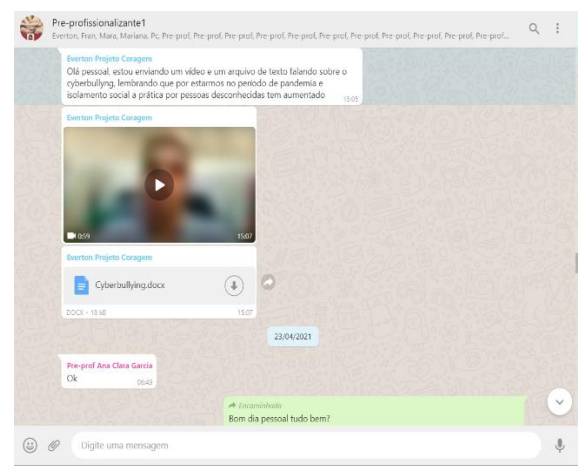 Pre-profissionalizante1
Everton, Fran, Mara, Mariana, Pc, Pre-prof, Pre-prof, Pre-prof, Pre-prof, Pre-prof, Pre-prof, Pre-prof, Pre-prof, Pre-prof, Pre-prof, Pre-prof...
Everton Projeto Coragem
Olá pessoal, estou enviando um vídeo e um arquivo de texto falando sobre o
cyberbullyng, lembrando que por estarmos no período de pandemia e
isolamento social a prática por pessoas desconhecidas tem aumentado
15:03
Everton Projeto Coragem
0:59
15:07
Everton Projeto Coragem
Cyberbullying.docx
DOCX •
15:07
23/04/2021
Pre-prof Ana Clara Garcia
Ok
06:49
Encaminhada
Bom dia pessoal tudo bem?
Digite uma mensagem